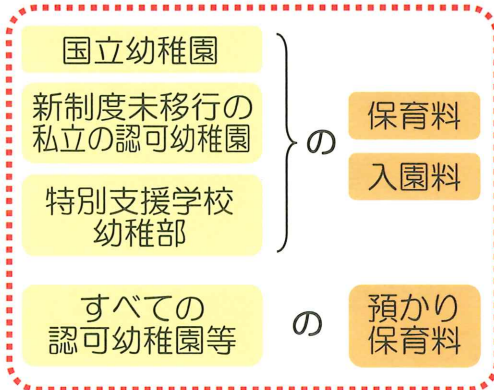 国立幼稚園
新制度未移行の
私立の認可幼稚園
特別支援学校
幼稚部
の
保育料
入園料
すべての
認可幼稚園等
の
預かり
保育料